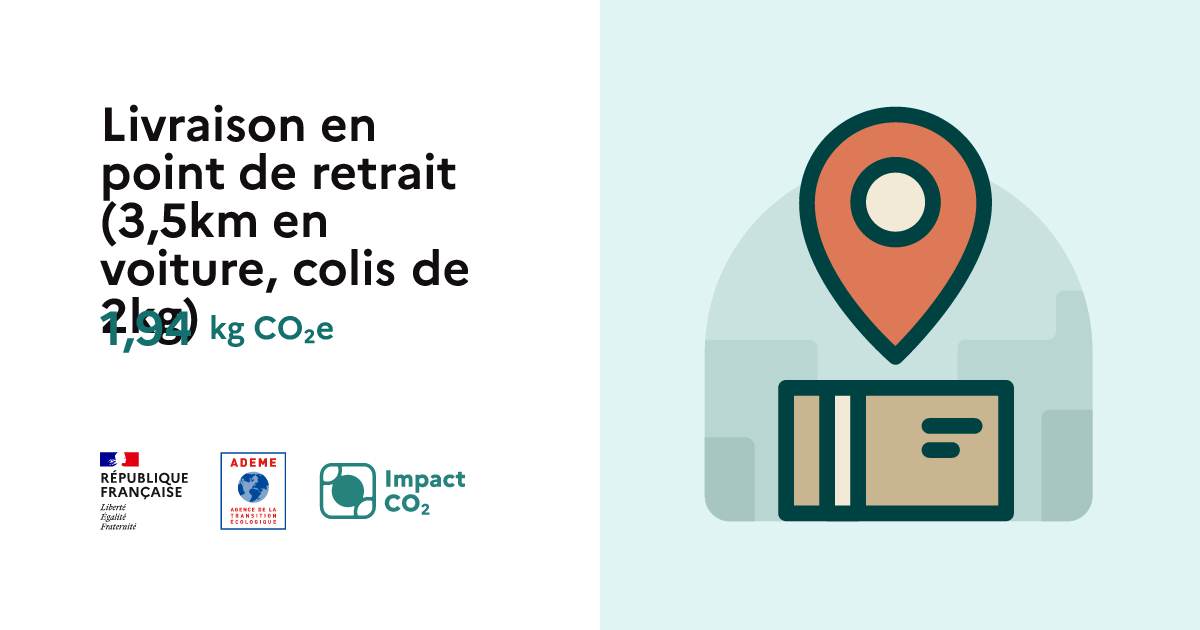 Livraison en
point de retrait
(3,5km en
voiture, colis de
2kg)
1,94 kg CO₂e
RÉPUBLIQUE
FRANÇAISE
Liberté
Égalité
Fraternité
ADEME
AGENCE DE LA
TRANSITION
ÉCOLOGIQUE
Impact
CO₂